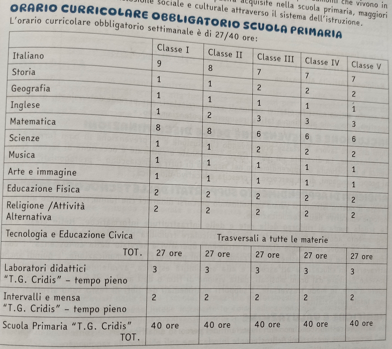 sociale e culturale attraverso il sistema dell'istruzione.
acquisite nella scuola primaria, maggiori
che vivono in
ORARIO CURRICOLARE OBBLIGATORIO SCUOLA PRIMARIA
L'orario curricolare obbligatorio settimanale è di 27/40 ore:
Classe I Classe II Classe III Classe IV Classe V
Italiano 9 8 7 7 7
Storia 1 1 2 2 2
Geografia 1 1 1 1 1
Inglese 1 2 3 3 3
Matematica 8 8 6 6 6
Scienze 1 1 2 2 2
Musica 1 1 1 1 1
Arte e immagine 1 1 1 1 1
Educazione Fisica 2 2 2 2 2
Religione /Attività 2 2 2 2 2
Alternativa
Tecnologia e Educazione Civica Trasversali a tutte le materie
TOT. 27 ore 27 ore 27 ore 27 ore 27 ore
Laboratori didattici 3 3 3 3 3
"T.G. Cridis" – tempo pieno
Intervalli e mensa 2 2 2 2 2
"T.G. Cridis" – tempo pieno
Scuola Primaria "T.G. Cridis" 40 ore 40 ore 40 ore 40 ore 40 ore
TOT.